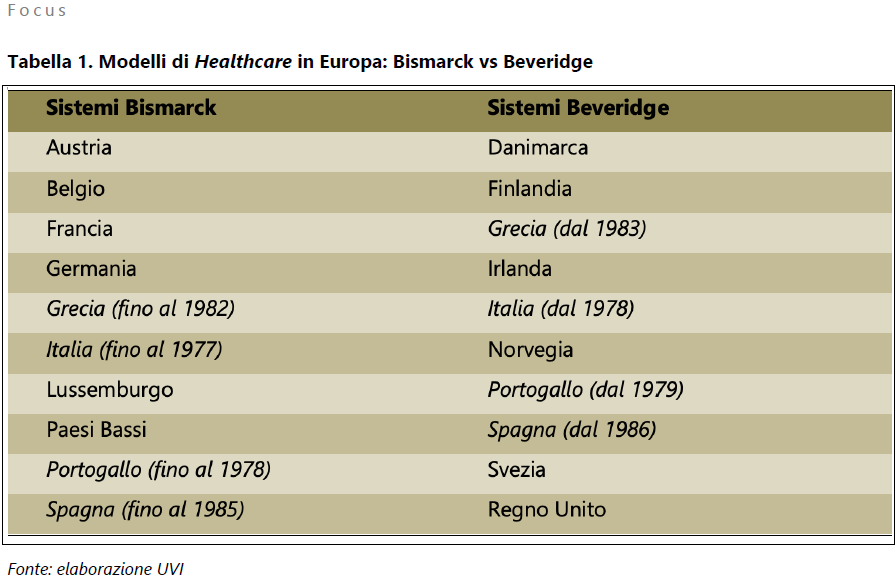 Focus
Tabella 1. Modelli di Healthcare in Europa: Bismarck vs Beveridge
Sistemi Bismarck Sistemi Beveridge
Austria Danimarca
Belgio Finlandia
Francia Grecia (dal 1983)
Germania Irlanda
Grecia (fino al 1982) Italia (dal 1978)
Italia (fino al 1977) Norvegia
Lussemburgo Portogallo (dal 1979)
Paesi Bassi Spagna (dal 1986)
Portogallo (fino al 1978) Svezia
Spagna (fino al 1985) Regno Unito
Fonte: elaborazione UVI